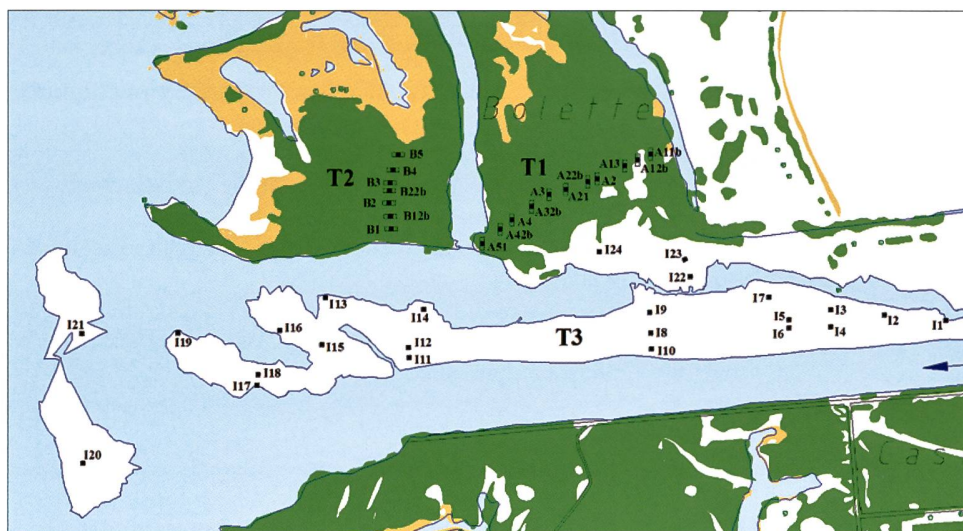 Bolette
T2
B5
B4
B3
B22b
B2
B12b
B1
T1
A11b
A12b
A13
A22b
A2
A3
A21
A32b
A4
A42b
A51
I24
I23
I22
I21
I13
I14
I16
I19
I15
I12
I11
I18
I17
I20
T3
I9
I8
I10
I7
I5
I6
I3
I4
I2
I1
Cas